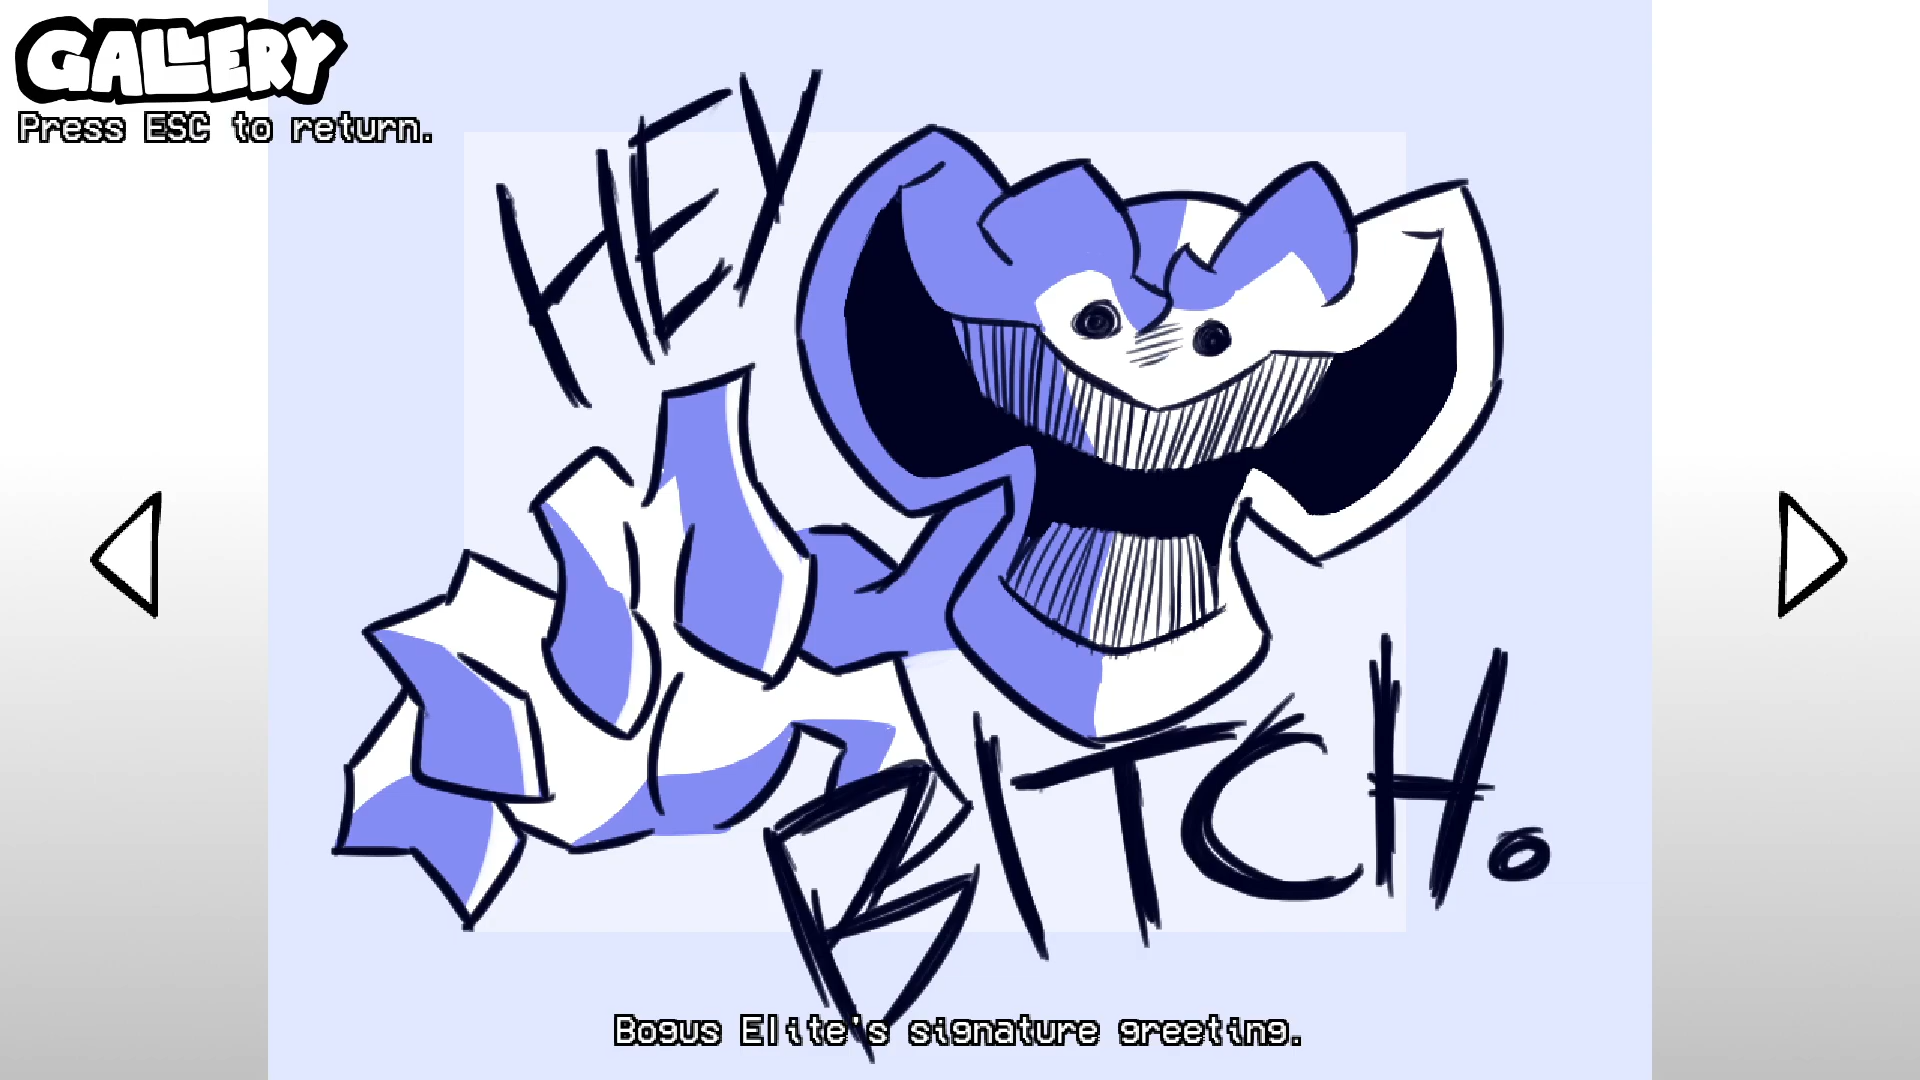 GALLERY
Press ESC to return.
HEY
BITCH.
Bogus Elite's signature greeting.